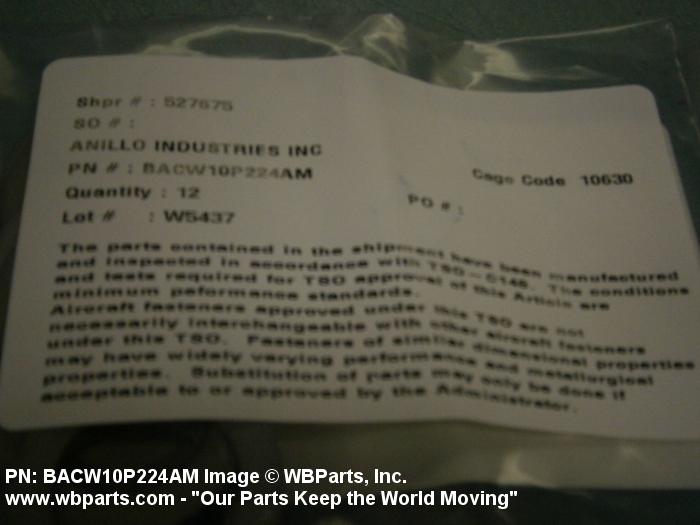 Shpr # : 527675
SO # :
ANILLO INDUSTRIES INC
PN # : BACW10P224AM
Cage Code 10630
Quantity : 12
PO # :
Lot # : W5437
The parts contained in the shipment have been manufactured
and inspected in accordance with TSO-C148. The conditions
and tests required for TSO approval of this Article are
minimum peformance standards.
Aircraft fasteners approved under this TSO are not
necessarily interchangeable with other aircraft fasteners
under this TSO. Fasteners of similar dimensional properties
may have widely varying performance and metallurgical
properties. Substitution of parts may only be done if
acceptable to or approved by the Administrator.
PN: BACW10P224AM Image © WBParts, Inc.
www.wbparts.com - "Our Parts Keep the World Moving"